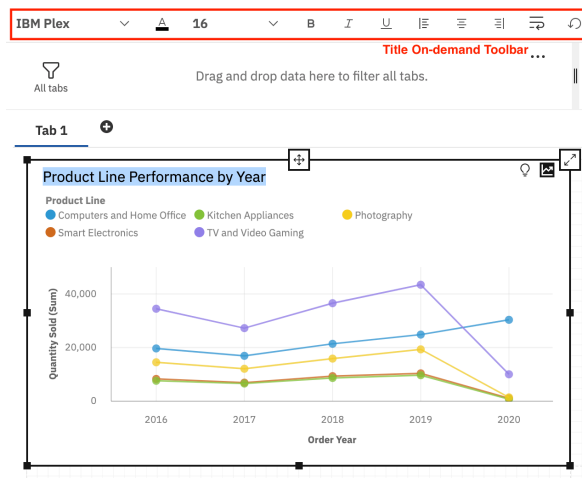 IBM Plex A 16 B I U
Title On-demand Toolbar
All tabs
Drag and drop data here to filter all tabs.
Tab 1
Product Line Performance by Year
Product Line
Computers and Home Office Kitchen Appliances Photography
Smart Electronics TV and Video Gaming
Quantity Sold (Sum)
40,000
20,000
0
2016 2017 2018 2019 2020
Order Year